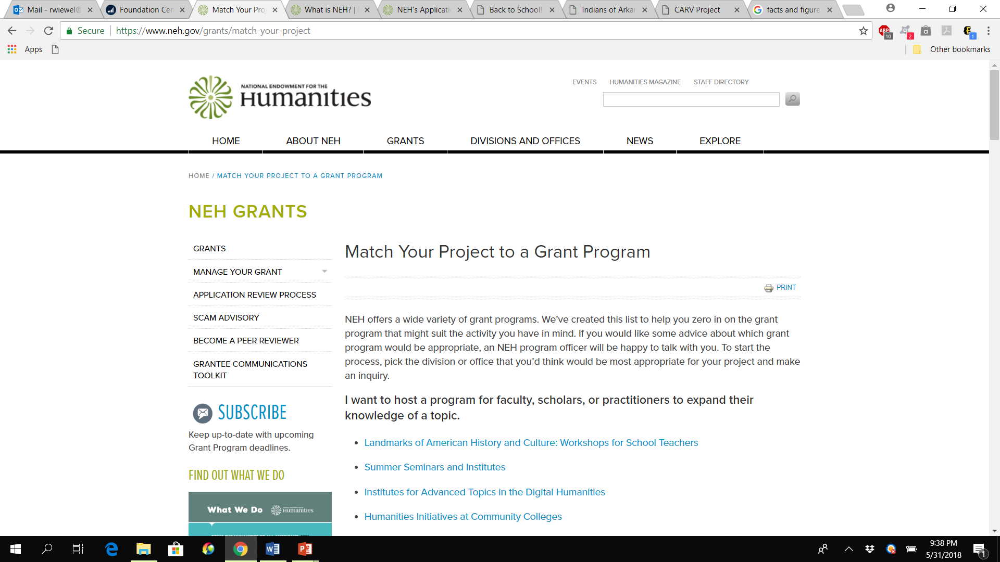 Mail - rwiewel@
Foundation Cen
Match Your Proj
What is NEH? |
NEH's Applicati
Back to School!
Indians of Arkan
CARV Project
facts and figure
Secure
https://www.neh.gov/grants/match-your-project
ABP
10
2
1
Apps
Other bookmarks
NATIONAL ENDOWMENT FOR THE
Humanities
EVENTS
HUMANITIES MAGAZINE
STAFF DIRECTORY
HOME
ABOUT NEH
GRANTS
DIVISIONS AND OFFICES
NEWS
EXPLORE
HOME / MATCH YOUR PROJECT TO A GRANT PROGRAM
NEH GRANTS
GRANTS
MANAGE YOUR GRANT
APPLICATION REVIEW PROCESS
SCAM ADVISORY
BECOME A PEER REVIEWER
GRANTEE COMMUNICATIONS
TOOLKIT
SUBSCRIBE
Keep up-to-date with upcoming
Grant Program deadlines.
FIND OUT WHAT WE DO
What We Do
Humanities
Match Your Project to a Grant Program
PRINT
NEH offers a wide variety of grant programs. We’ve created this list to help you zero in on the grant
program that might suit the activity you have in mind. If you would like some advice about which grant
program would be appropriate, an NEH program officer will be happy to talk with you. To start the
process, pick the division or office that you’d think would be most appropriate for your project and make
an inquiry.
I want to host a program for faculty, scholars, or practitioners to expand their
knowledge of a topic.
• Landmarks of American History and Culture: Workshops for School Teachers
• Summer Seminars and Institutes
• Institutes for Advanced Topics in the Digital Humanities
• Humanities Initiatives at Community Colleges
9:38 PM
5/31/2018
1